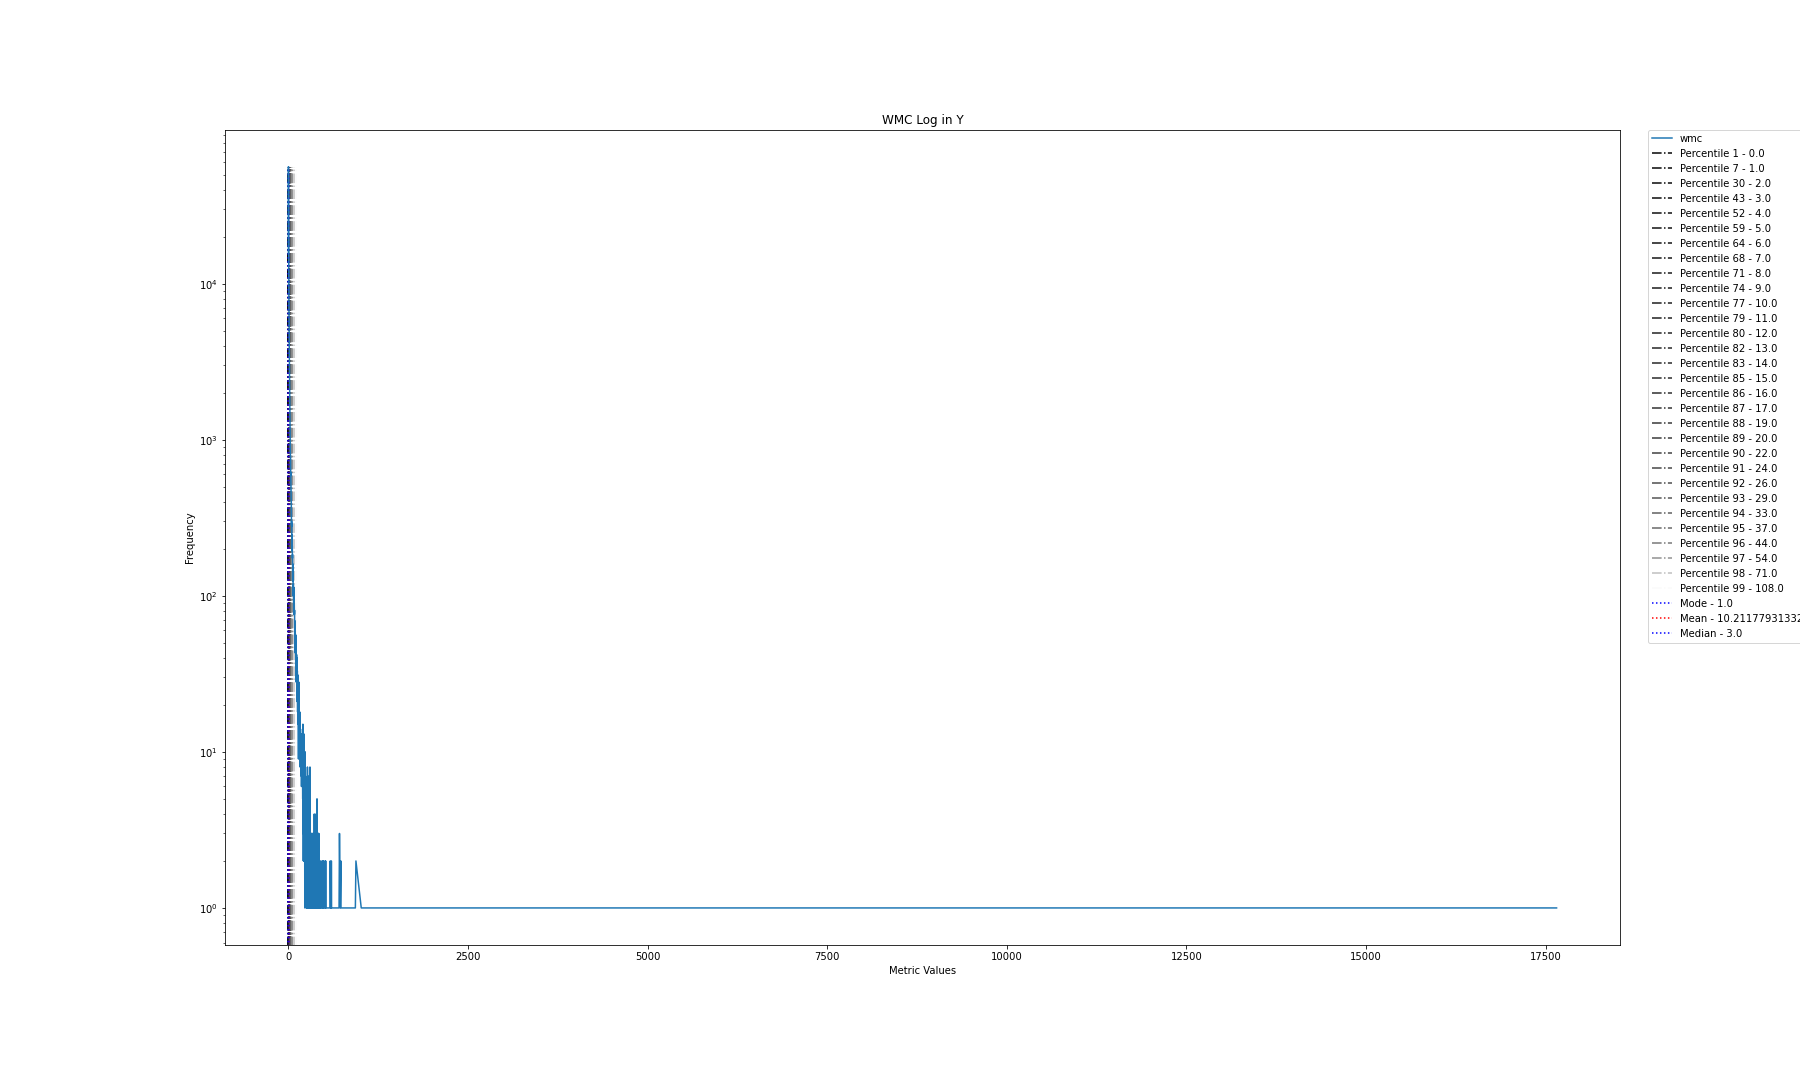 WMC Log in Y
Frequency
10⁴
10³
10²
10¹
10⁰
0 2500 5000 7500 10000 12500 15000 17500
Metric Values
wmc
Percentile 1 - 0.0
Percentile 7 - 1.0
Percentile 30 - 2.0
Percentile 43 - 3.0
Percentile 52 - 4.0
Percentile 59 - 5.0
Percentile 64 - 6.0
Percentile 68 - 7.0
Percentile 71 - 8.0
Percentile 74 - 9.0
Percentile 77 - 10.0
Percentile 79 - 11.0
Percentile 80 - 12.0
Percentile 82 - 13.0
Percentile 83 - 14.0
Percentile 85 - 15.0
Percentile 86 - 16.0
Percentile 87 - 17.0
Percentile 88 - 19.0
Percentile 89 - 20.0
Percentile 90 - 22.0
Percentile 91 - 24.0
Percentile 92 - 26.0
Percentile 93 - 29.0
Percentile 94 - 33.0
Percentile 95 - 37.0
Percentile 96 - 44.0
Percentile 97 - 54.0
Percentile 98 - 71.0
Percentile 99 - 108.0
Mode - 1.0
Mean - 10.21177931332
Median - 3.0